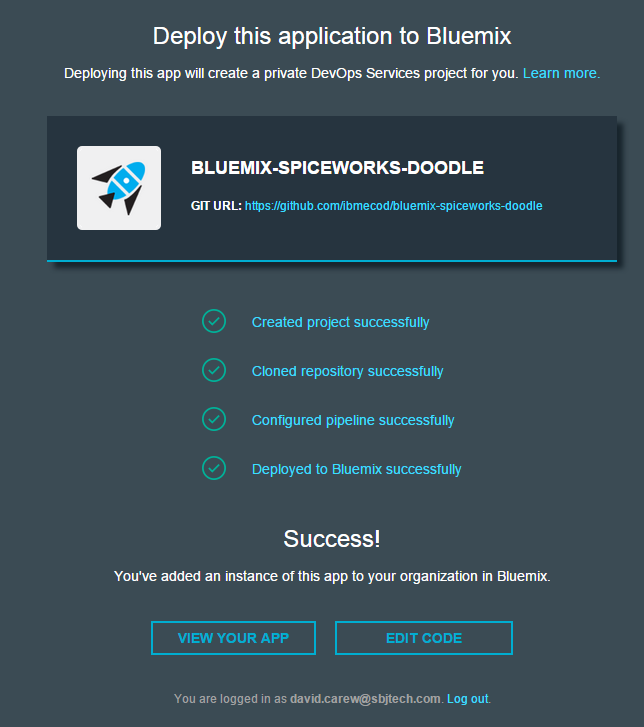 Deploy this application to Bluemix
Deploying this app will create a private DevOps Services project for you. Learn more.
BLUEMIX-SPICEWORKS-DOODLE
GIT URL: https://github.com/ibmecod/bluemix-spiceworks-doodle
Created project successfully
Cloned repository successfully
Configured pipeline successfully
Deployed to Bluemix successfully
Success!
You've added an instance of this app to your organization in Bluemix.
VIEW YOUR APP EDIT CODE
You are logged in as david.carew@sbjtech.com. Log out.